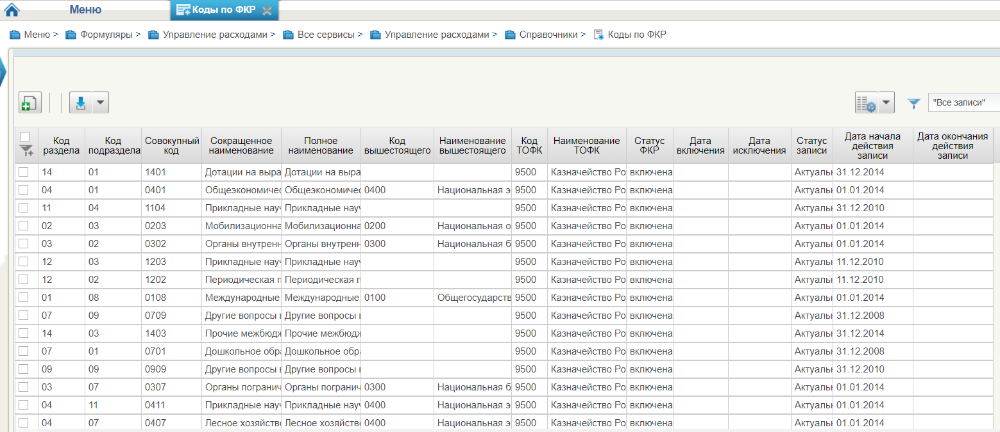 Меню Коды по ФКР
Меню > Формуляры > Управление расходами > Все сервисы > Управление расходами > Справочники > Коды по ФКР
"Все записи"
Код раздела Код подраздела Совокупный код Сокращенное наименование Полное наименование Код вышестоящего Наименование вышестоящего Код ТОФК Наименование ТОФК Статус ФКР Дата включения Дата исключения Статус записи Дата начала действия записи Дата окончания действия записи
14 01 1401 Дотации на выра Дотации на выра 9500 Казначейство Ро включена Актуаль 31.12.2014
04 01 0401 Общеэкономичес Общеэкономичес 0400 Национальная э 9500 Казначейство Ро включена Актуаль 01.01.2014
11 04 1104 Прикладные науч Прикладные науч 9500 Казначейство Ро включена Актуаль 31.12.2010
02 03 0203 Мобилизационна Мобилизационна 0200 Национальная о 9500 Казначейство Ро включена Актуаль 01.01.2014
03 02 0302 Органы внутренн Органы внутренн 0300 Национальная б 9500 Казначейство Ро включена Актуаль 01.01.2014
12 03 1203 Прикладные науч Прикладные науч 9500 Казначейство Ро включена Актуаль 11.12.2010
12 02 1202 Периодическая п Периодическая п 9500 Казначейство Ро включена Актуаль 11.12.2010
01 08 0108 Международные Международные 0100 Общегосударств 9500 Казначейство Ро включена Актуаль 01.01.2014
07 09 0709 Другие вопросы в Другие вопросы в 9500 Казначейство Ро включена Актуаль 31.12.2008
14 03 1403 Прочие межбюдж Прочие межбюдж 9500 Казначейство Ро включена Актуаль 31.12.2014
07 01 0701 Дошкольное обра Дошкольное обра 9500 Казначейство Ро включена Актуаль 31.12.2008
09 09 0909 Другие вопросы в Другие вопросы в 9500 Казначейство Ро включена Актуаль 31.12.2010
03 07 0307 Органы погранич Органы погранич 0300 Национальная б 9500 Казначейство Ро включена Актуаль 01.01.2014
04 11 0411 Прикладные науч Прикладные науч 0400 Национальная э 9500 Казначейство Ро включена Актуаль 01.01.2014
04 07 0407 Лесное хозяйство Лесное хозяйство 0400 Национальная э 9500 Казначейство Ро включена Актуаль 01.01.2014